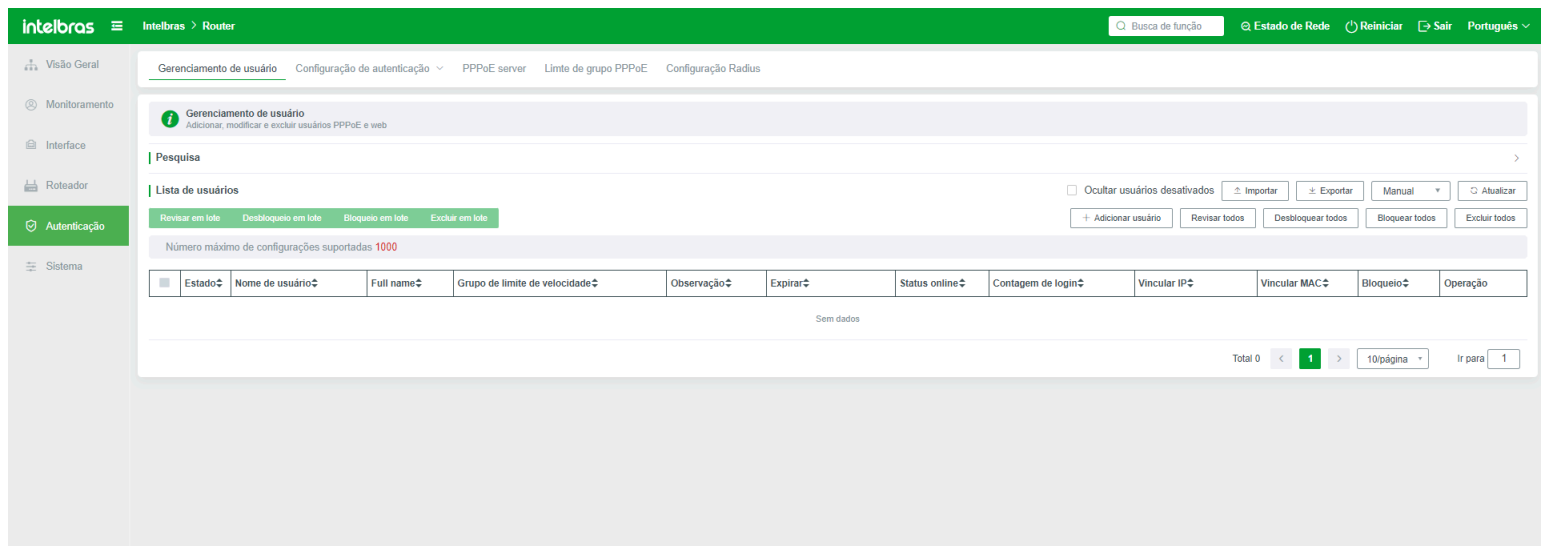 intelbras Intelbras > Router Busca de função Estado de Rede Reiniciar Sair Português
Visão Geral
Monitoramento
Interface
Roteador
Autenticação
Sistema
Gerenciamento de usuário Configuração de autenticação PPPoE server Limte de grupo PPPoE Configuração Radius
Gerenciamento de usuário
Adicionar, modificar e excluir usuários PPPoE e web
Pesquisa
Lista de usuários Ocultar usuários desativados Importar Exportar Manual Atualizar
Revisar em lote Desbloqueio em lote Bloqueio em lote Excluir em lote + Adicionar usuário Revisar todos Desbloquear todos Bloquear todos Excluir todos
Número máximo de configurações suportadas 1000
Estado Nome de usuário Full name Grupo de limite de velocidade Observação Expirar Status online Contagem de login Vincular IP Vincular MAC Bloqueio Operação
Sem dados
Total 0 < 1 > 10/página Ir para 1